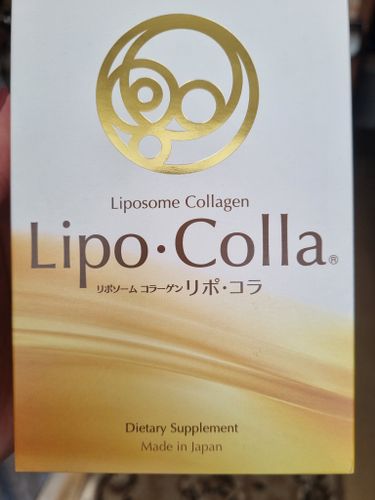 Liposome Collagen
Lipo・Colla®
リポソーム コラーゲン リポ・コラ
Dietary Supplement
Made in Japan